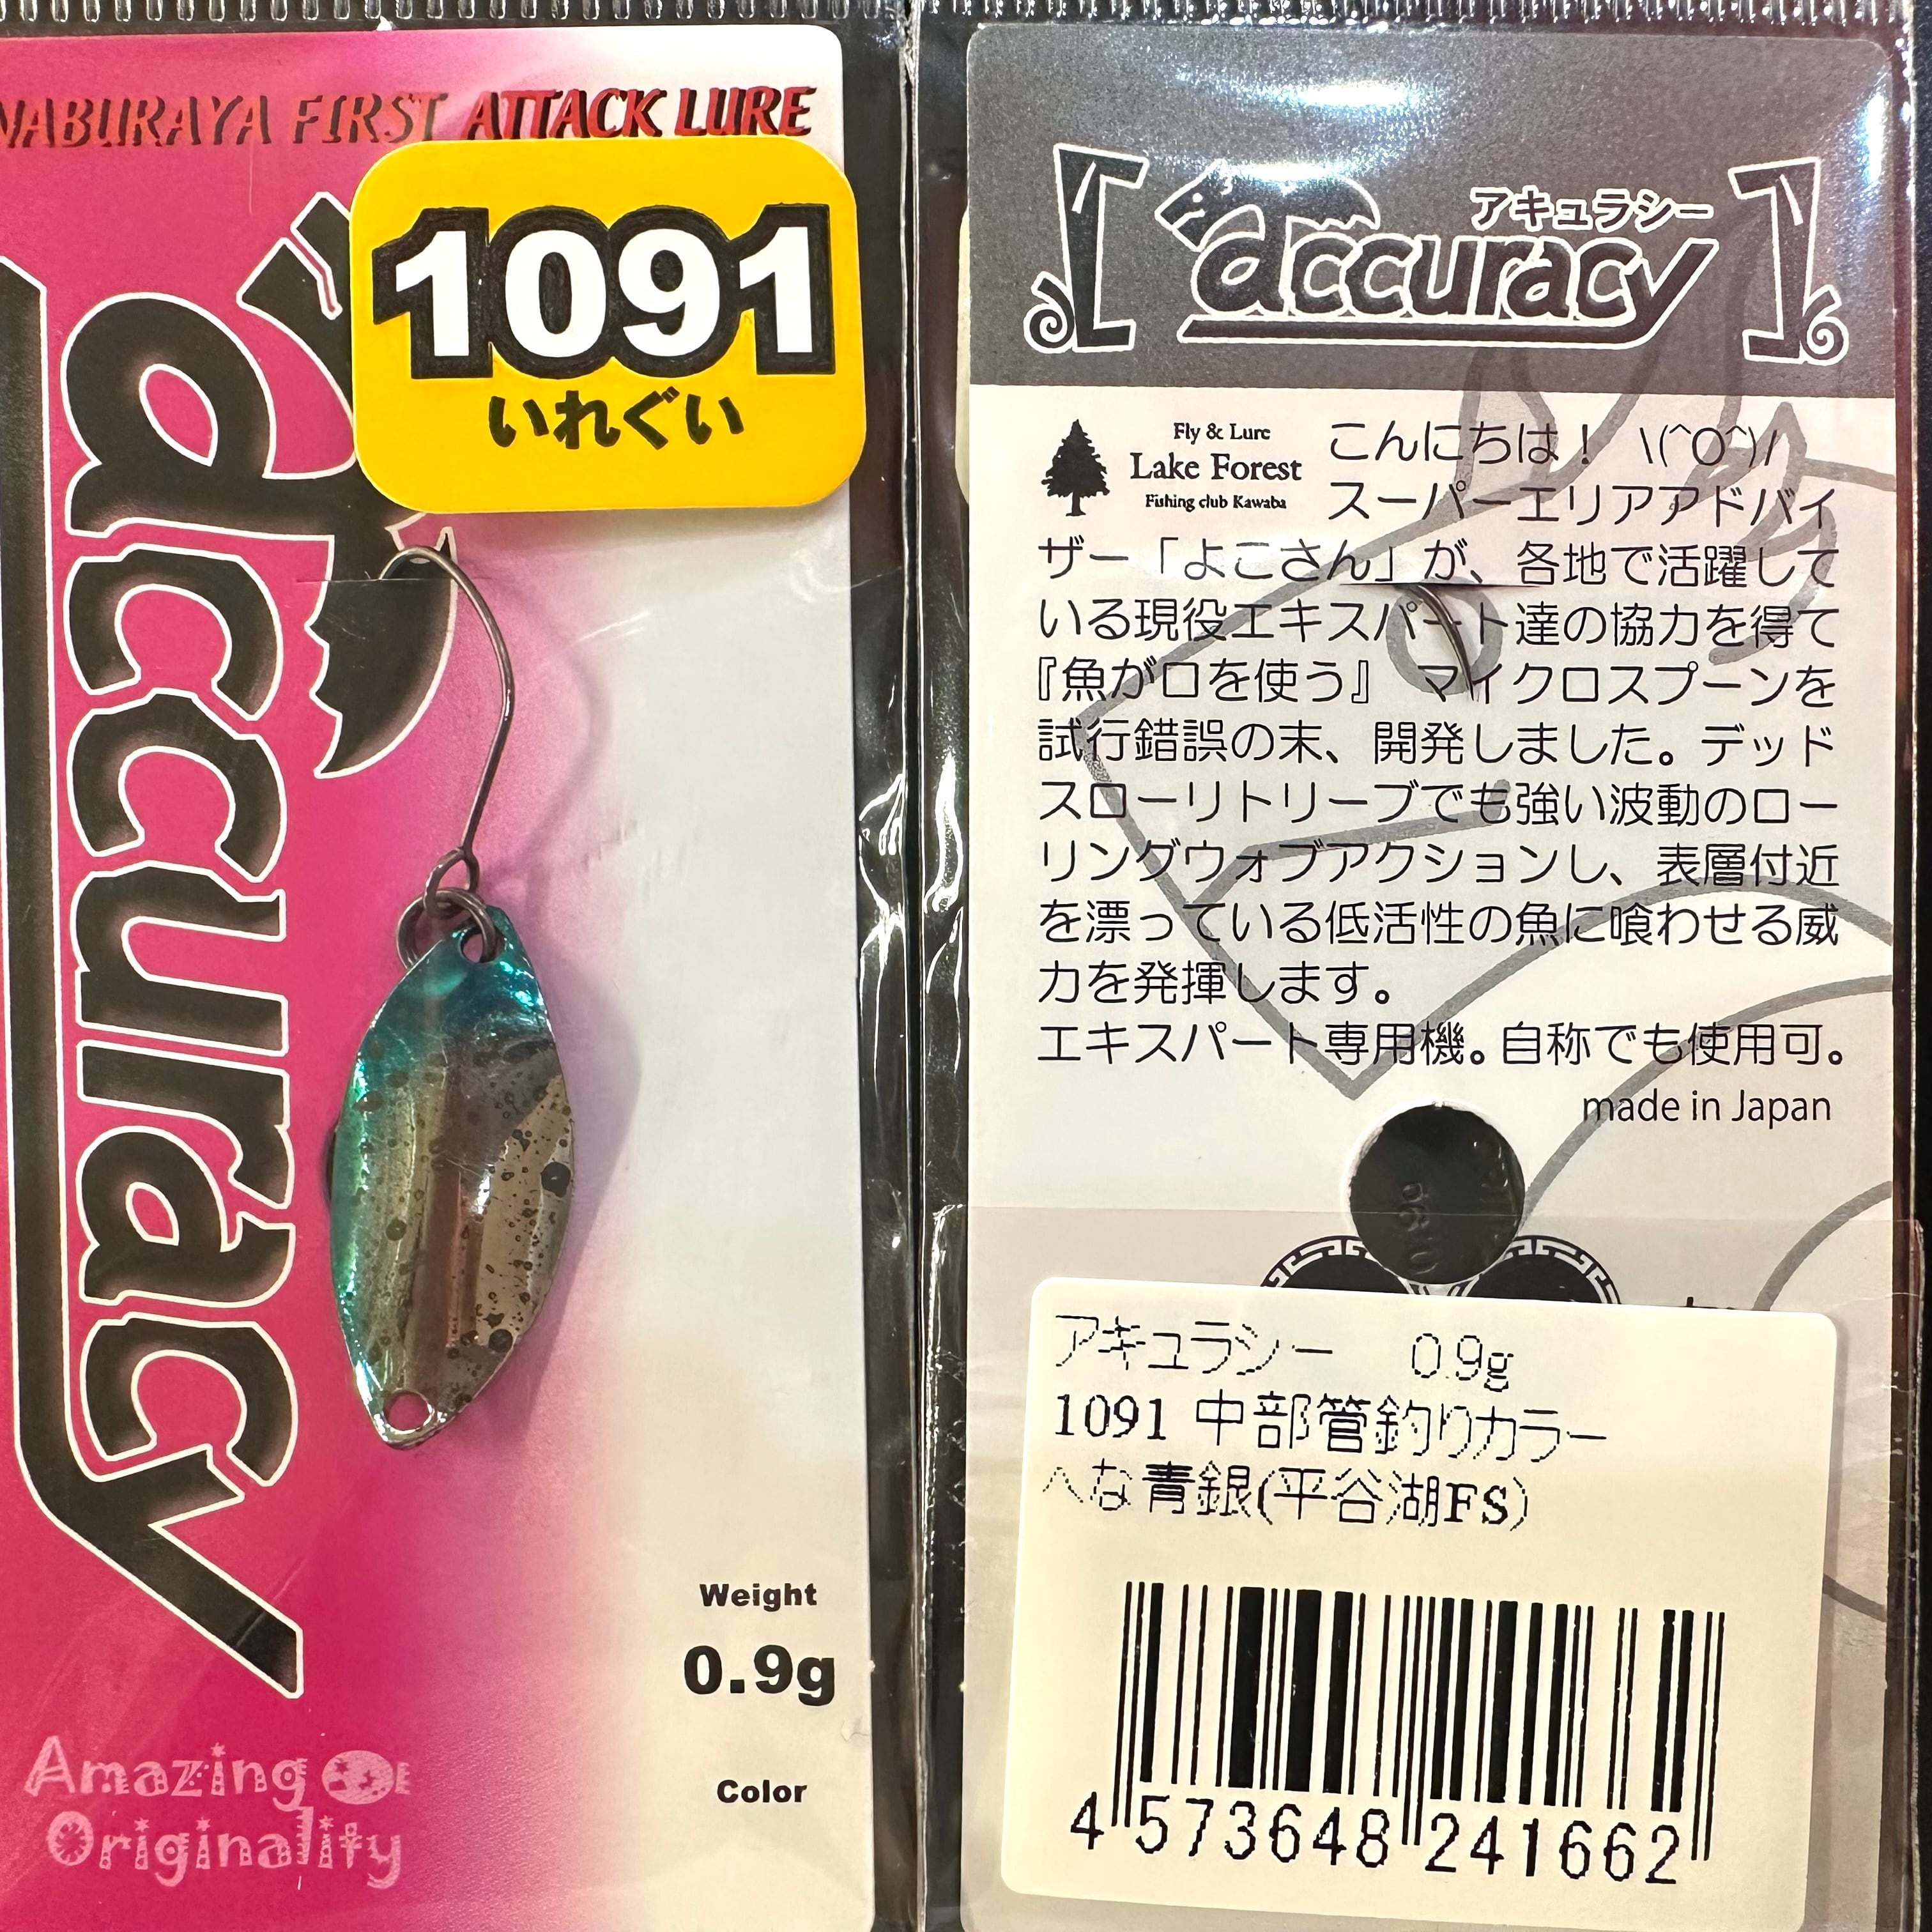 NABURAYA FIRST ATTACK LURE
1091
いれぐい
accuracy
Weight
0.9g
Color
Amazing
Originality
アキュラシー
accuracy
Fly & Lure
Lake Forest
Fishing club Kawaba
こんにちは! \(^O^)/
スーパーエリアアドバイ
ザー「よこさん」が、各地で活躍して
いる現役エキスパート達の協力を得て
『魚が口を使う』 マイクロスプーンを
試行錯誤の末、開発しました。デッド
スローリトリーブでも強い波動のロー
リングウォブアクションし、表層付近
を漂っている低活性の魚に喰わせる威
力を発揮します。
エキスパート専用機。自称でも使用可。
made in Japan
アキュラシー 0.9g
1091 中部管釣りカラー
へな青銀(平谷湖FS)
4 573648 241662